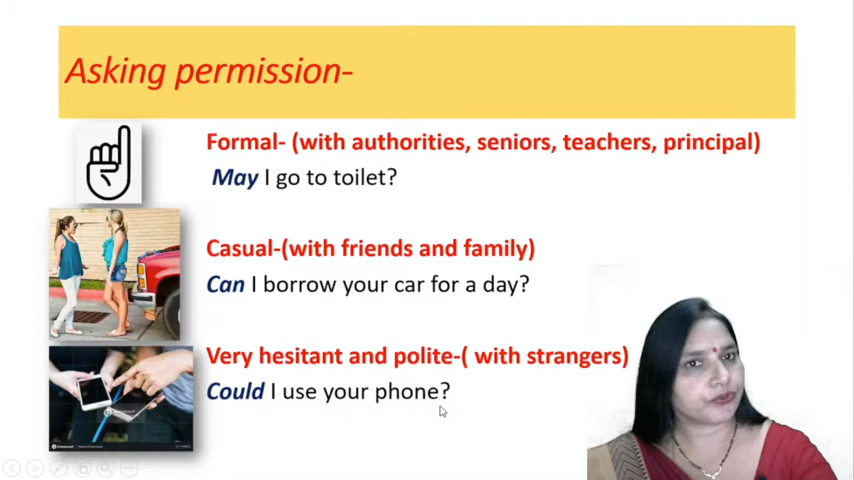 Asking permission-
Formal- (with authorities, seniors, teachers, principal)
May I go to toilet?
Casual-(with friends and family)
Can I borrow your car for a day?
Very hesitant and polite-( with strangers)
Could I use your phone?